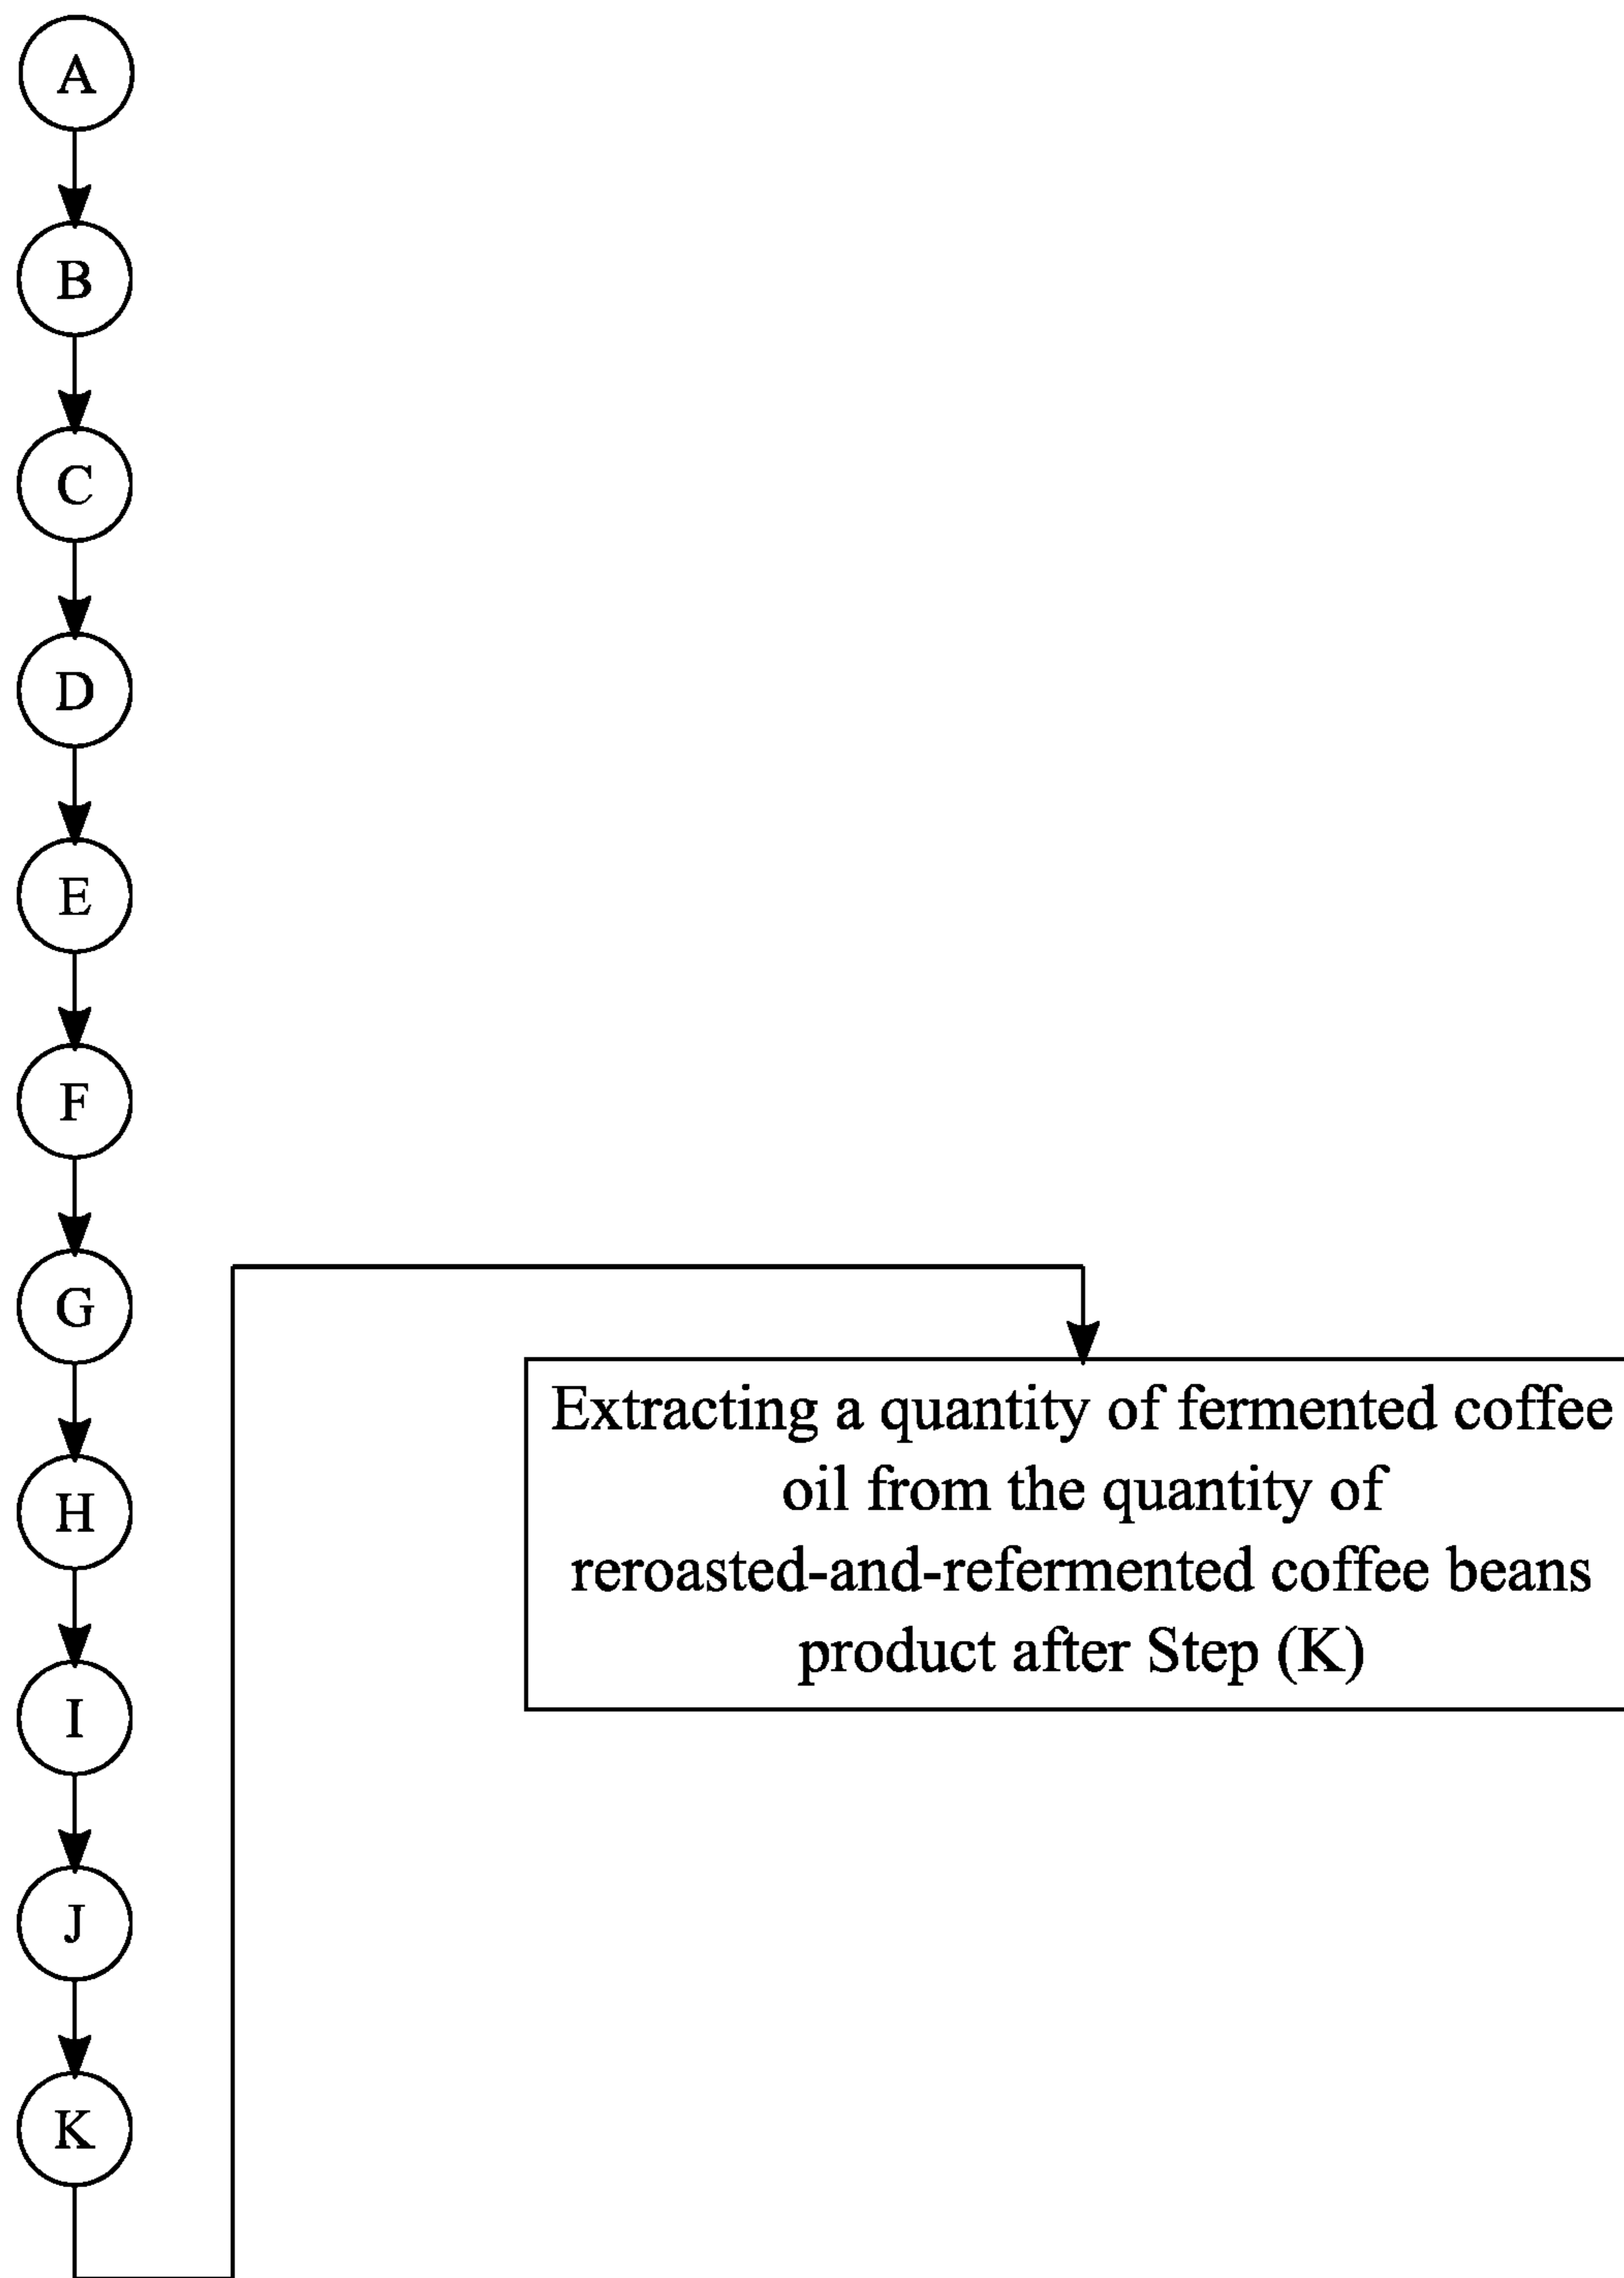 A
B
C
D
E
F
G
H
I
J
K
Extracting a quantity of fermented coffee
oil from the quantity of
reroasted-and-refermented coffee beans
product after Step (K)